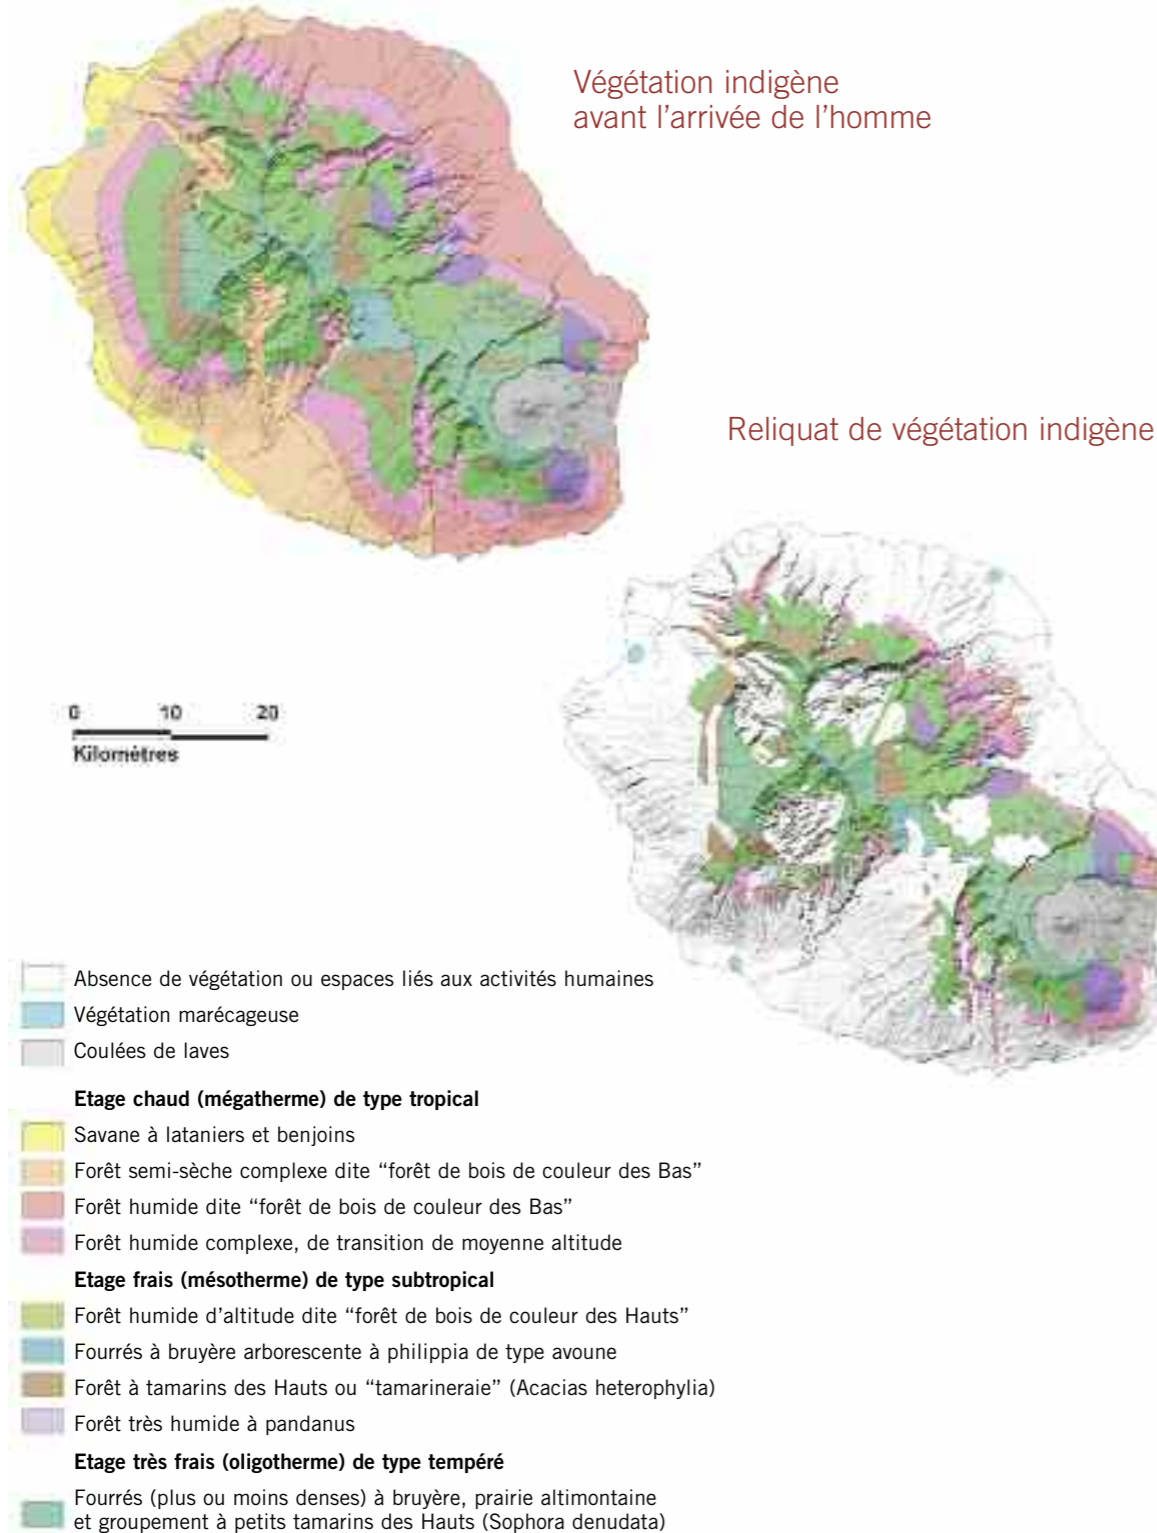 Végétation indigène
avant l’arrivée de l’homme
Reliquat de végétation indigène
0 10 20
Kilomètres
Absence de végétation ou espaces liés aux activités humaines
Végétation marécageuse
Coulées de laves
Etage chaud (mégatherme) de type tropical
Savane à lataniers et benjoins
Forêt semi-sèche complexe dite “forêt de bois de couleur des Bas”
Forêt humide dite “forêt de bois de couleur des Bas”
Forêt humide complexe, de transition de moyenne altitude
Etage frais (mésotherme) de type subtropical
Forêt humide d’altitude dite “forêt de bois de couleur des Hauts”
Fourrés à bruyère arborescente à philippia de type avoune
Forêt à tamarins des Hauts ou “tamarineraie” (Acacias heterophylia)
Forêt très humide à pandanus
Etage très frais (oligotherme) de type tempéré
Fourrés (plus ou moins denses) à bruyère, prairie altimontaine
et groupement à petits tamarins des Hauts (Sophora denudata)